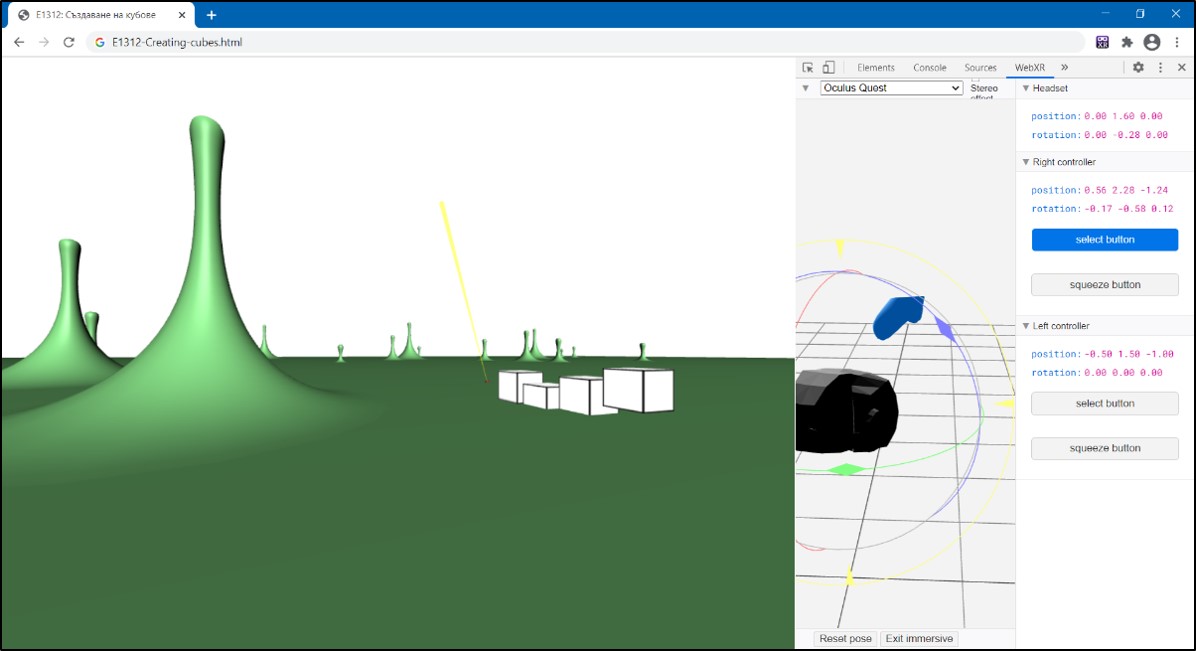 E1312: Създаване на кубове
E1312-Creating-cubes.html
Elements Console Sources WebXR
Oculus Quest
Stereo
effect
Headset
position: 0.00 1.60 0.00
rotation: 0.00 -0.28 0.00
Right controller
position: 0.56 2.28 -1.24
rotation: -0.17 -0.58 0.12
select button
squeeze button
Left controller
position: -0.50 1.50 -1.00
rotation: 0.00 0.00 0.00
select button
squeeze button
Reset pose Exit immersive